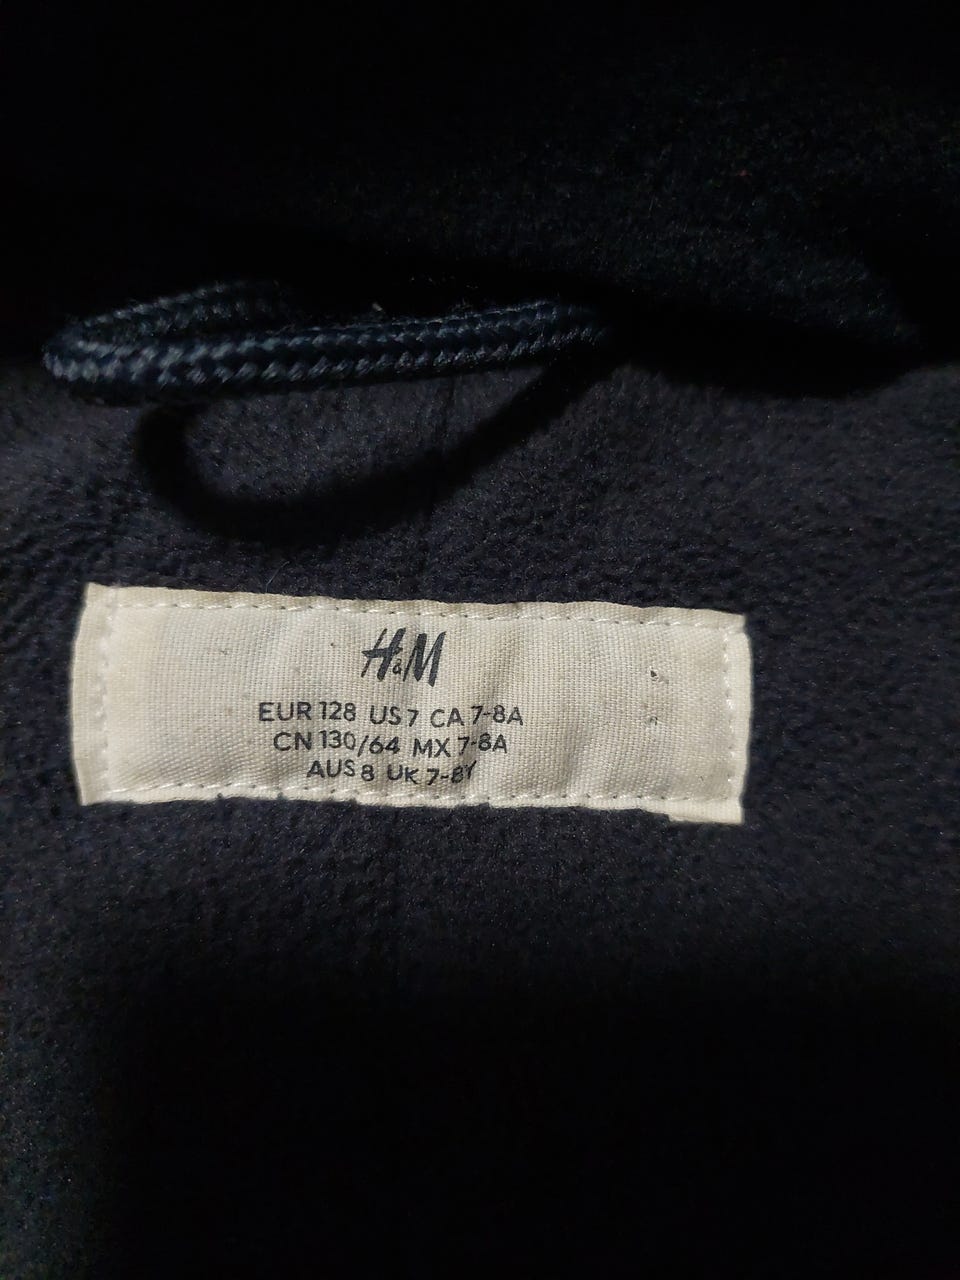 H&M
EUR 128 US 7 CA 7-8A
CN 130/64 MX 7-8A
AUS 8 UK 7-8Y